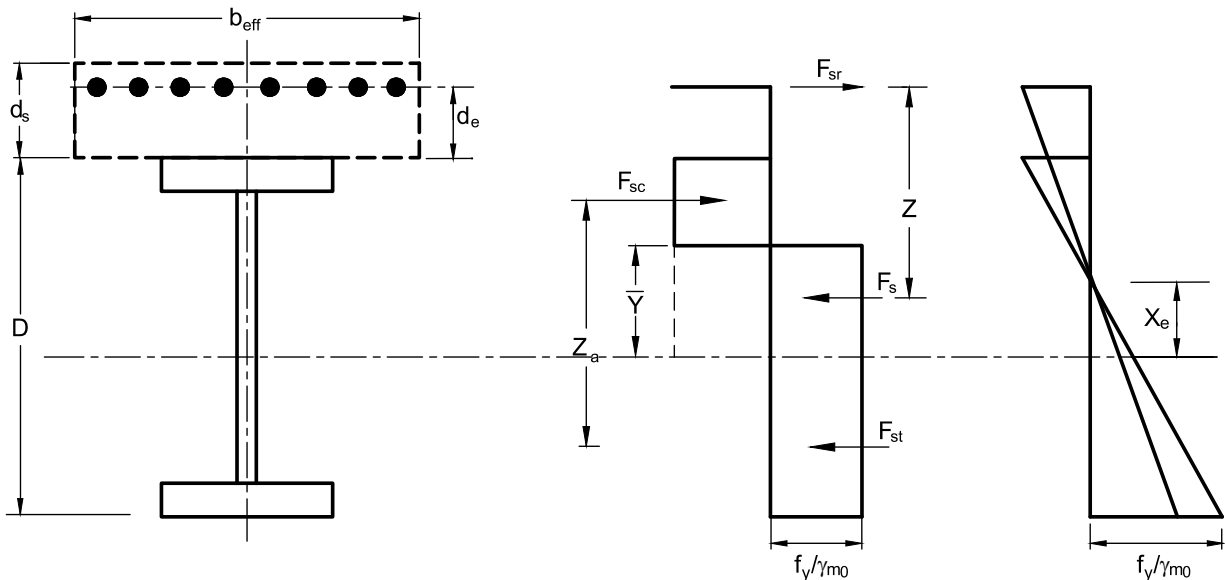 b_eff
d_s
d_e
D
F_sr
F_sc
Z
Y̅
F_s
Z_a
F_st
X_e
f_y/γ_m0
f_y/γ_m0